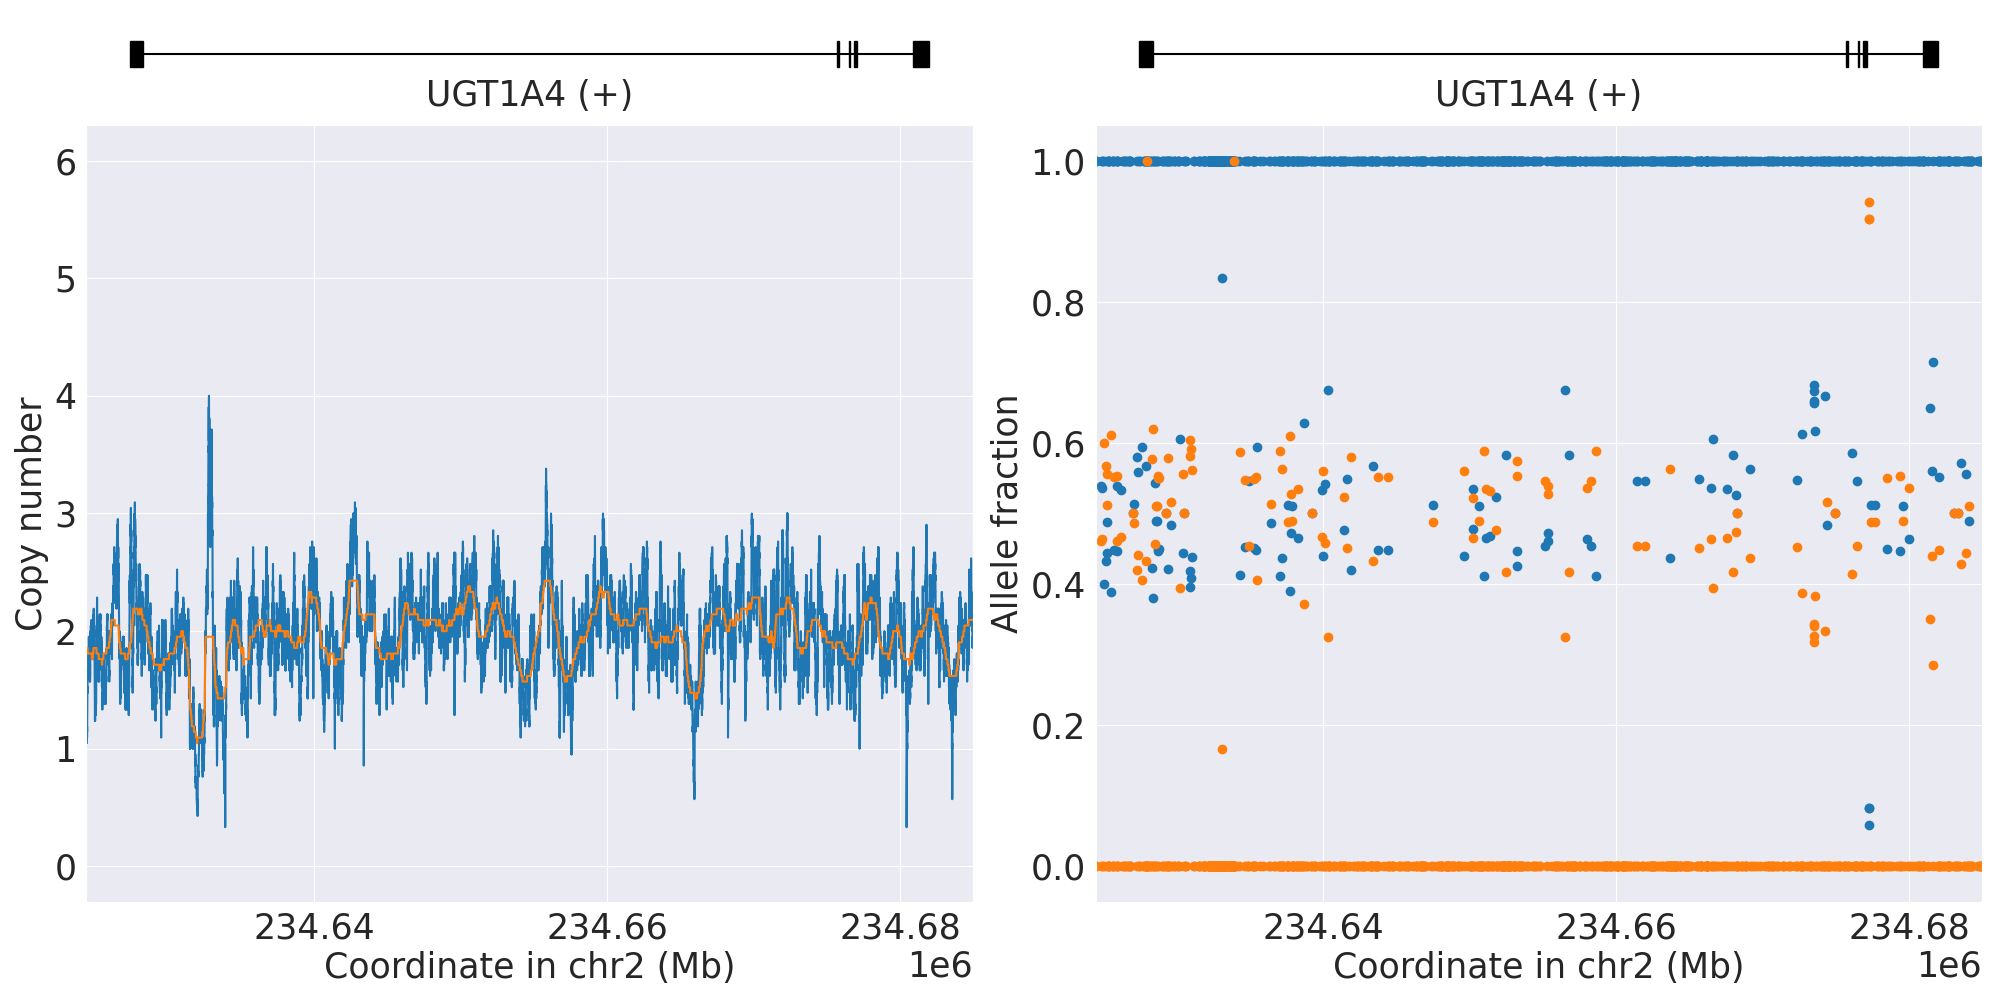 UGT1A4 (+)
Copy number
6
5
4
3
2
1
0
234.64
234.66
234.68
1e6
Coordinate in chr2 (Mb)
UGT1A4 (+)
Allele fraction
1.0
0.8
0.6
0.4
0.2
0.0
234.64
234.66
234.68
1e6
Coordinate in chr2 (Mb)